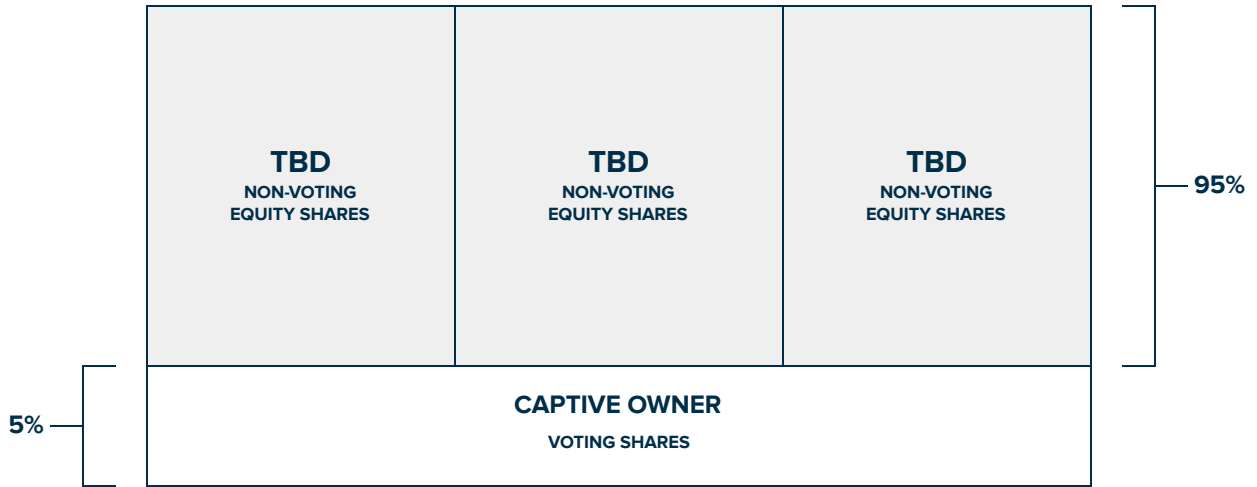 TBD
NON-VOTING
EQUITY SHARES
TBD
NON-VOTING
EQUITY SHARES
TBD
NON-VOTING
EQUITY SHARES
95%
5%
CAPTIVE OWNER
VOTING SHARES